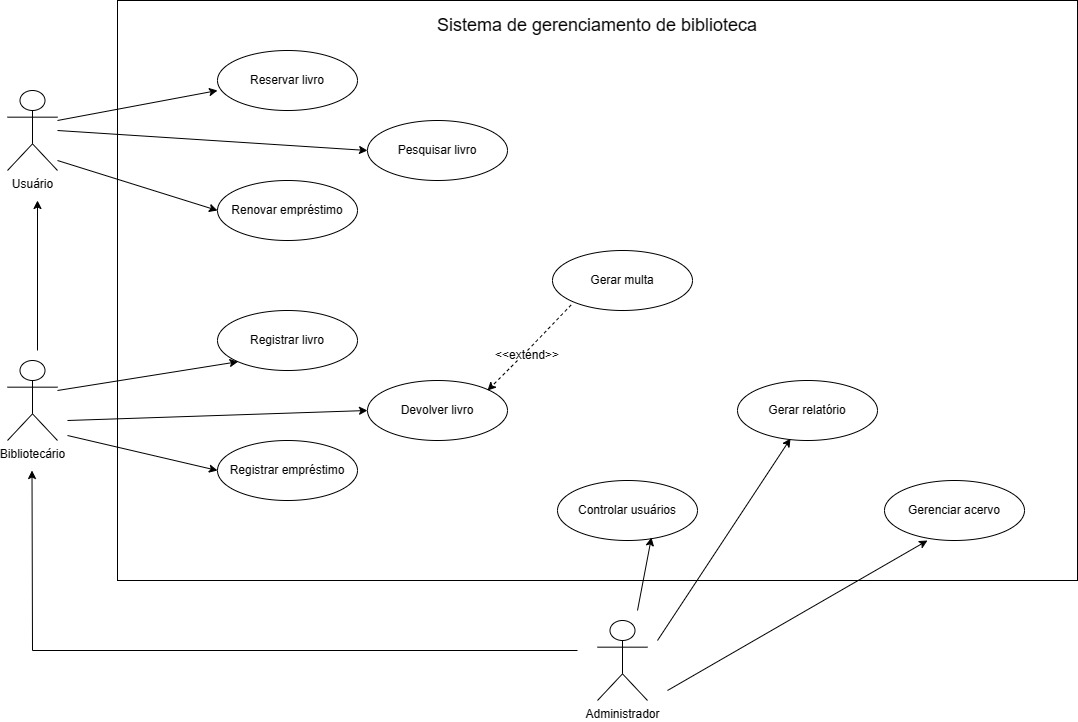 Sistema de gerenciamento de biblioteca
Reservar livro
Pesquisar livro
Usuário
Renovar empréstimo
Gerar multa
Registrar livro
<<extend>>
Devolver livro
Gerar relatório
Bibliotecário
Registrar empréstimo
Controlar usuários
Gerenciar acervo
Administrador